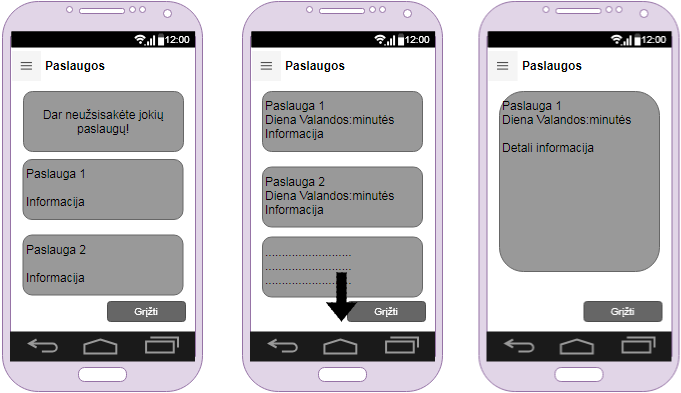 12:00
Paslaugos
Dar neužsisakėte jokių
paslaugų!
Paslauga 1
Informacija
Paslauga 2
Informacija
Grįžti
12:00
Paslaugos
Paslauga 1
Diena Valandos:minutės
Informacija
Paslauga 2
Diena Valandos:minutės
Informacija
..........................
..........................
..........................
Grįžti
12:00
Paslaugos
Paslauga 1
Diena Valandos:minutės
Detali informacija
Grįžti